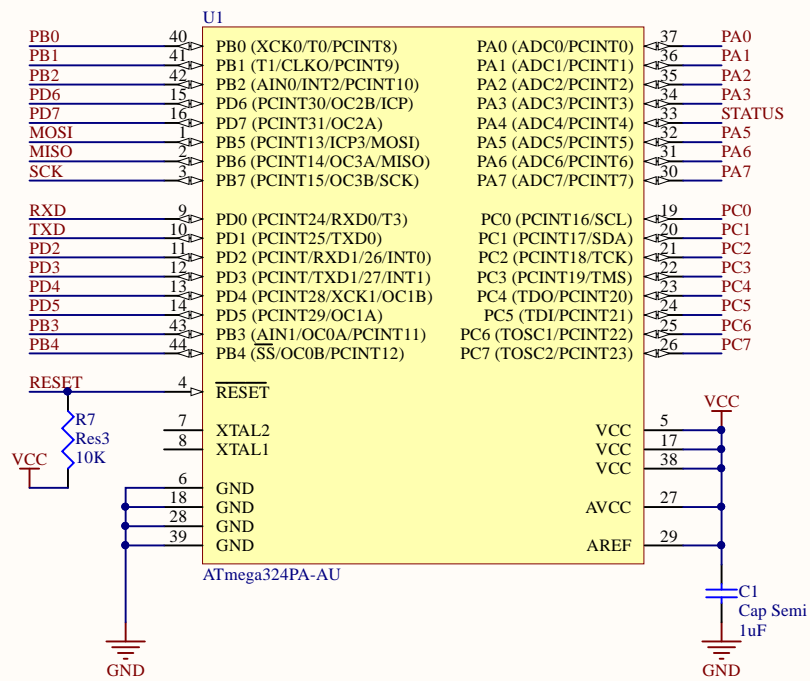 U1
PB0 40 PB0 (XCK0/T0/PCINT8) PA0 (ADC0/PCINT0) 37 PA0
PB1 41 PB1 (T1/CLKO/PCINT9) PA1 (ADC1/PCINT1) 36 PA1
PB2 42 PB2 (AIN0/INT2/PCINT10) PA2 (ADC2/PCINT2) 35 PA2
PD6 15 PD6 (PCINT30/OC2B/ICP) PA3 (ADC3/PCINT3) 34 PA3
PD7 16 PD7 (PCINT31/OC2A) PA4 (ADC4/PCINT4) 33 STATUS
MOSI 1 PB5 (PCINT13/ICP3/MOSI) PA5 (ADC5/PCINT5) 32 PA5
MISO 2 PB6 (PCINT14/OC3A/MISO) PA6 (ADC6/PCINT6) 31 PA6
SCK 3 PB7 (PCINT15/OC3B/SCK) PA7 (ADC7/PCINT7) 30 PA7
RXD 9 PD0 (PCINT24/RXD0/T3) PC0 (PCINT16/SCL) 19 PC0
TXD 10 PD1 (PCINT25/TXD0) PC1 (PCINT17/SDA) 20 PC1
PD2 11 PD2 (PCINT/RXD1/26/INT0) PC2 (PCINT18/TCK) 21 PC2
PD3 12 PD3 (PCINT/TXD1/27/INT1) PC3 (PCINT19/TMS) 22 PC3
PD4 13 PD4 (PCINT28/XCK1/OC1B) PC4 (TDO/PCINT20) 23 PC4
PD5 14 PD5 (PCINT29/OC1A) PC5 (TDI/PCINT21) 24 PC5
PB3 43 PB3 (AIN1/OC0A/PCINT11) PC6 (TOSC1/PCINT22) 25 PC6
PB4 44 PB4 (SS/OC0B/PCINT12) PC7 (TOSC2/PCINT23) 26 PC7
RESET 4 RESET
VCC
R7
Res3
10K
VCC
7 XTAL2 VCC 5
8 XTAL1 VCC 17
VCC 38
6 GND
18 GND AVCC 27
28 GND
39 GND AREF 29
ATmega324PA-AU
C1
Cap Semi
1uF
GND
GND